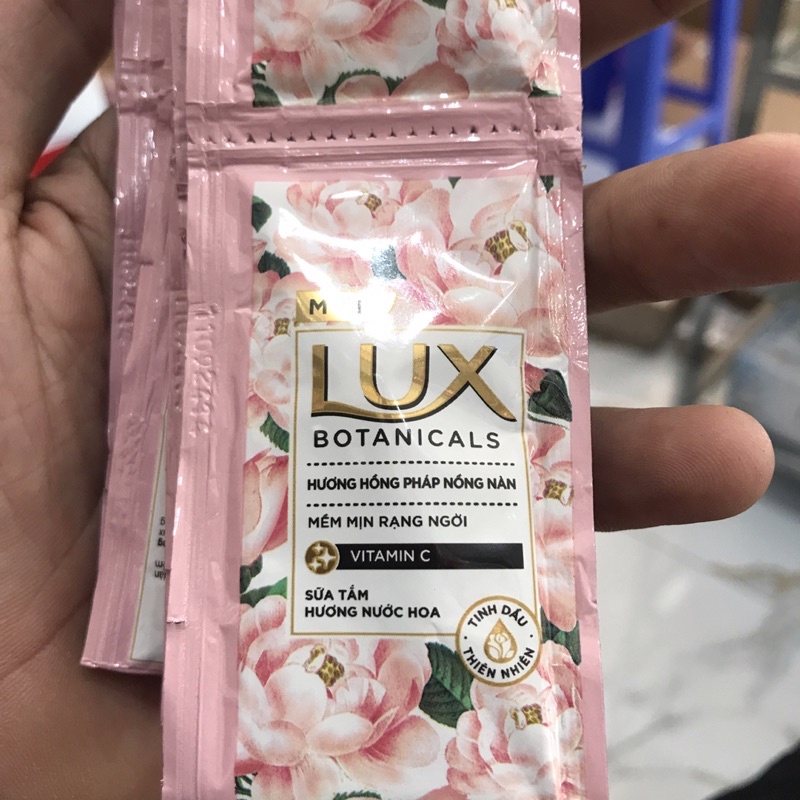 LUX
BOTANICALS
HƯƠNG HỒNG PHÁP NỒNG NÀN
MỀM MỊN RẠNG NGỜI
VITAMIN C
SỮA TẮM
HƯƠNG NƯỚC HOA
TINH DẦU
THIÊN NHIÊN